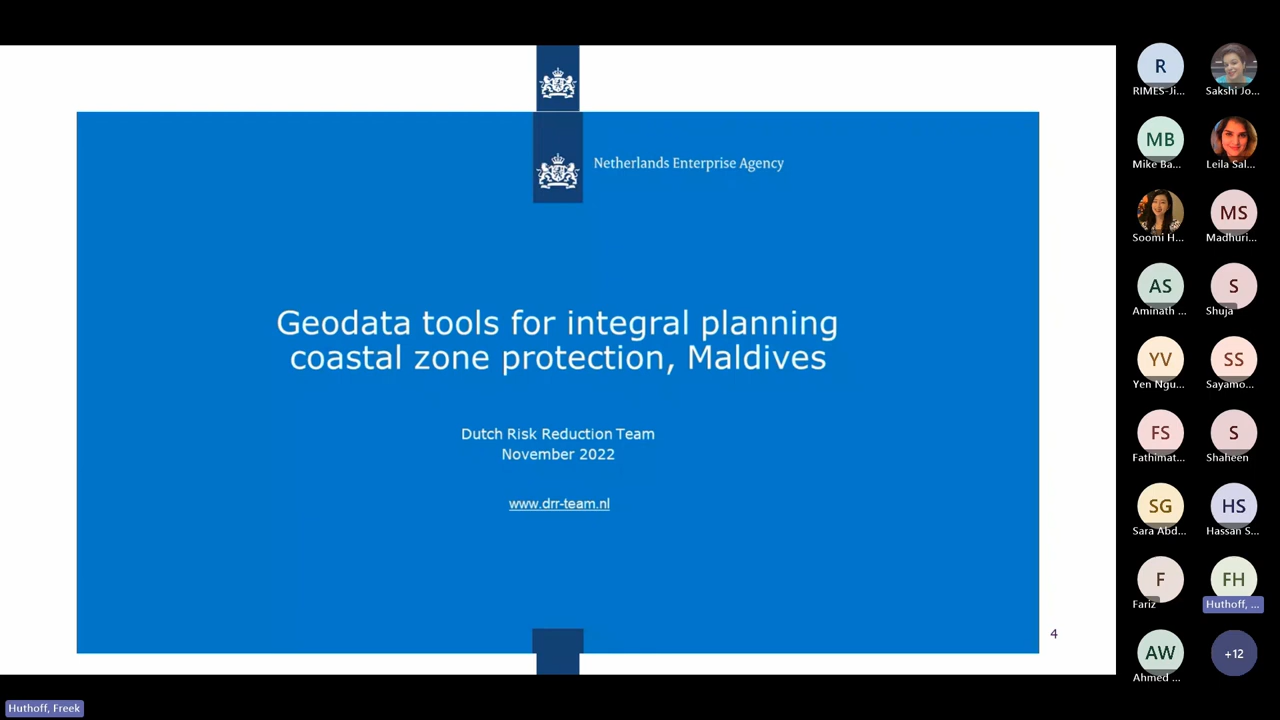 Netherlands Enterprise Agency
Geodata tools for integral planning
coastal zone protection, Maldives
Dutch Risk Reduction Team
November 2022
www.drr-team.nl
4
R
RIMES-Ji...
Sakshi Jo...
MB
Mike Ba...
Leila Sal...
Soomi H...
MS
Madhuri...
AS
Aminath ...
S
Shuja
YV
Yen Ngu...
SS
Sayamo...
FS
Fathimat...
S
Shaheen
SG
Sara Abd...
HS
Hassan S...
F
Fariz
FH
Huthoff, ...
AW
Ahmed ...
+12
Huthoff, Freek